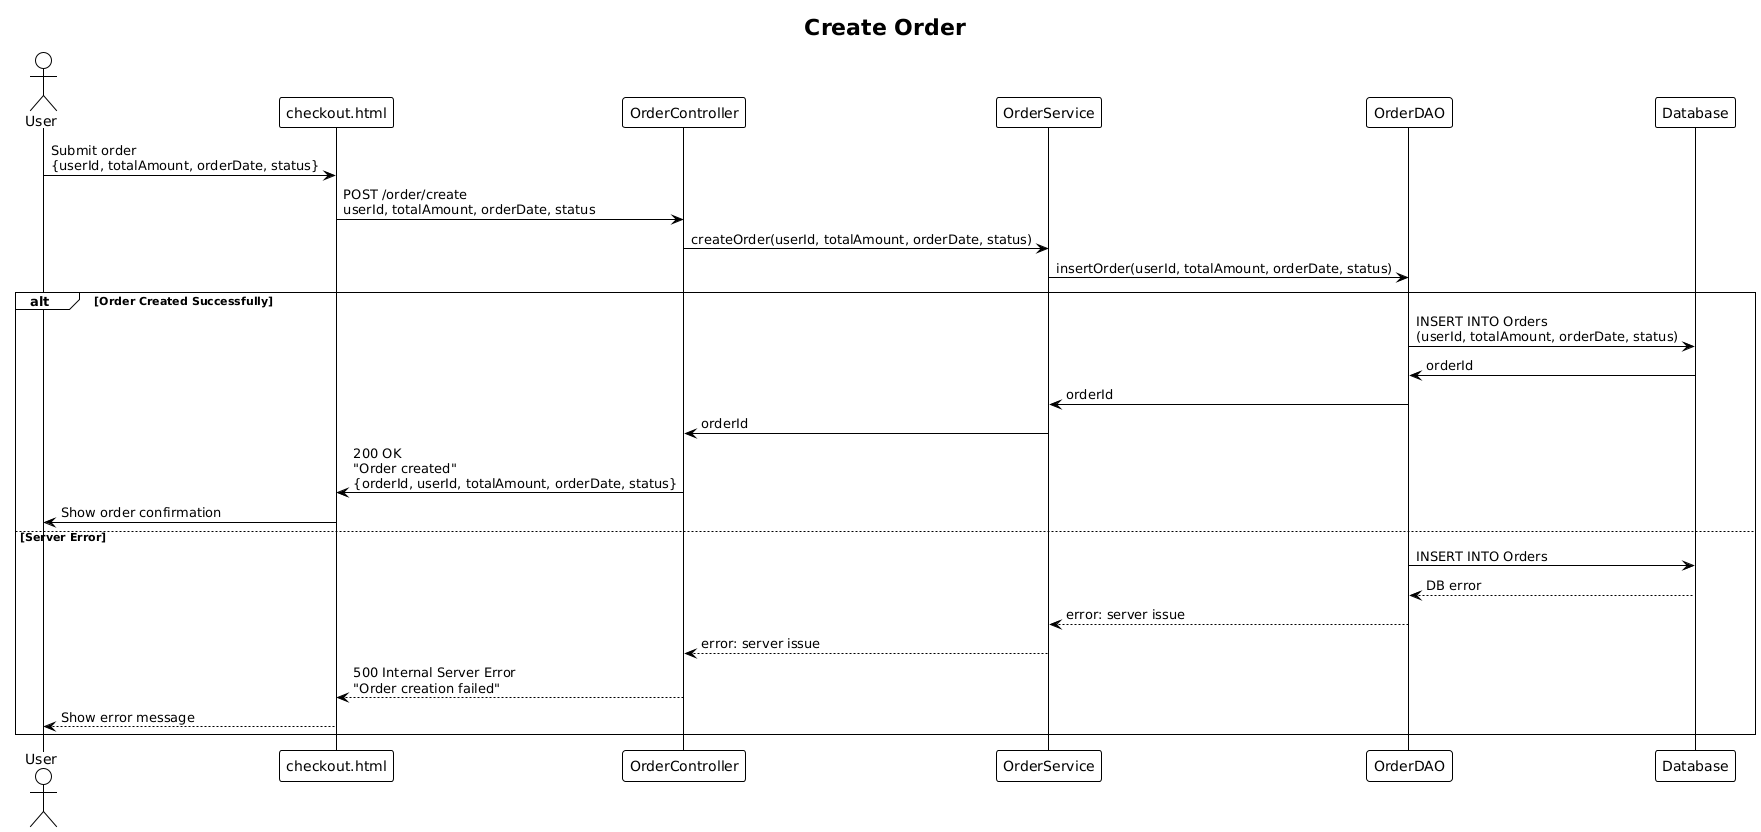 Create Order
User
checkout.html
OrderController
OrderService
OrderDAO
Database
Submit order
{userId, totalAmount, orderDate, status}
POST /order/create
userId, totalAmount, orderDate, status
createOrder(userId, totalAmount, orderDate, status)
insertOrder(userId, totalAmount, orderDate, status)
alt
[Order Created Successfully]
INSERT INTO Orders
(userId, totalAmount, orderDate, status)
orderId
orderId
orderId
200 OK
"Order created"
{orderId, userId, totalAmount, orderDate, status}
Show order confirmation
[Server Error]
INSERT INTO Orders
DB error
error: server issue
error: server issue
500 Internal Server Error
"Order creation failed"
Show error message
User
checkout.html
OrderController
OrderService
OrderDAO
Database